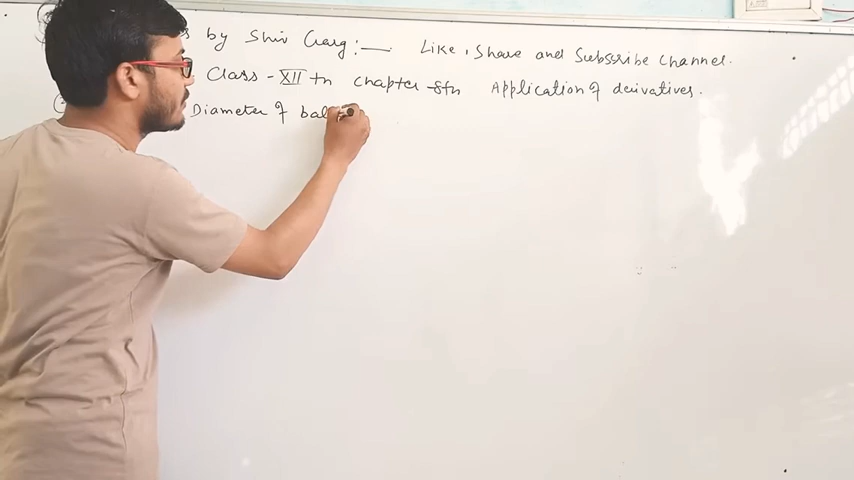 by Shiv Garg :— Like, Share and Subscribe Channel.
Class - XII th Chapter - 6th Application of derivatives.
Diameter of bal